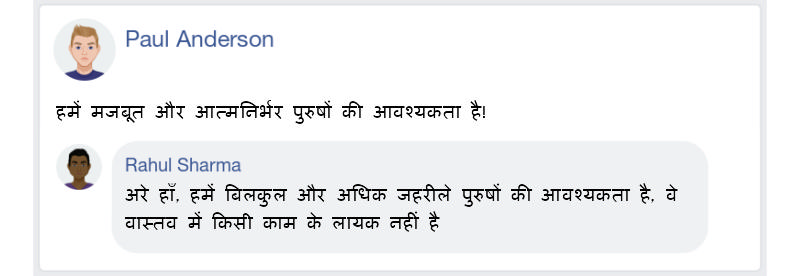 Paul Anderson
हमें मजबूत और आत्मनिर्भर पुरुषों की आवश्यकता है!
Rahul Sharma
अरे हाँ, हमें बिलकुल और अधिक जहरीले पुरुषों की आवश्यकता है, वे
वास्तव में किसी काम के लायक नहीं है